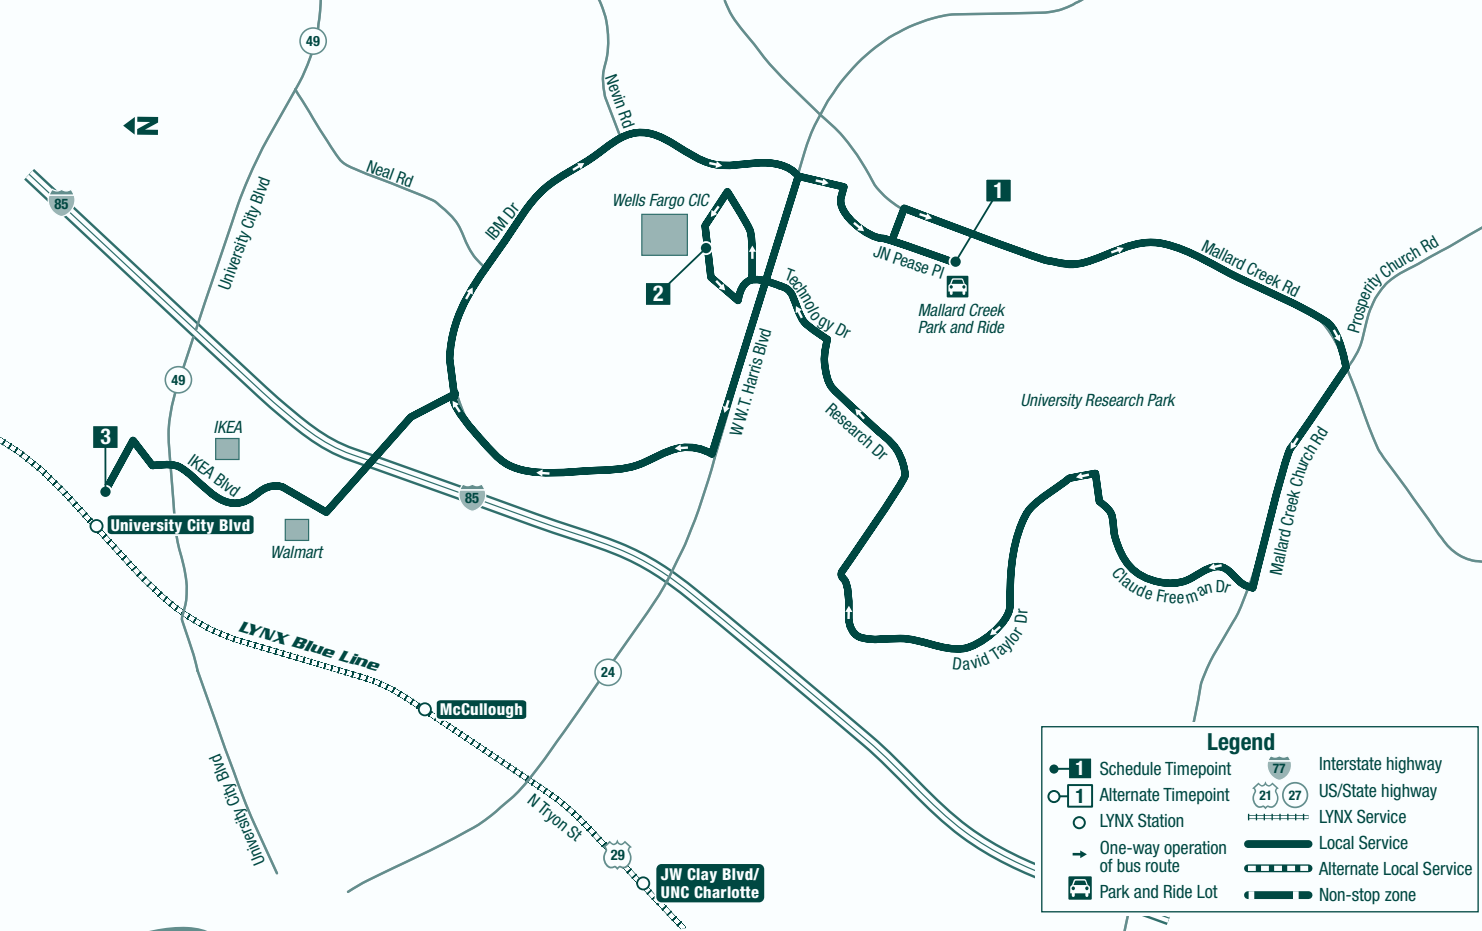 49
Nevin Rd
N
Neal Rd
85
University City Blvd
IBM Dr
Wells Fargo CIC
1
2
JN Pease Pl
Mallard Creek
Park and Ride
Mallard Creek Rd
Prosperity Church Rd
Technology Dr
W W.T. Harris Blvd
49
University Research Park
3
IKEA
IKEA Blvd
Research Dr
Mallard Creek Church Rd
85
University City Blvd
Walmart
Claude Freeman Dr
David Taylor Dr
LYNX Blue Line
24
McCullough
University City Blvd
N Tryon St
29
JW Clay Blvd/
UNC Charlotte
Legend
1 Schedule Timepoint
1 Alternate Timepoint
LYNX Station
One-way operation
of bus route
Park and Ride Lot
77 Interstate highway
21 27 US/State highway
LYNX Service
Local Service
Alternate Local Service
Non-stop zone